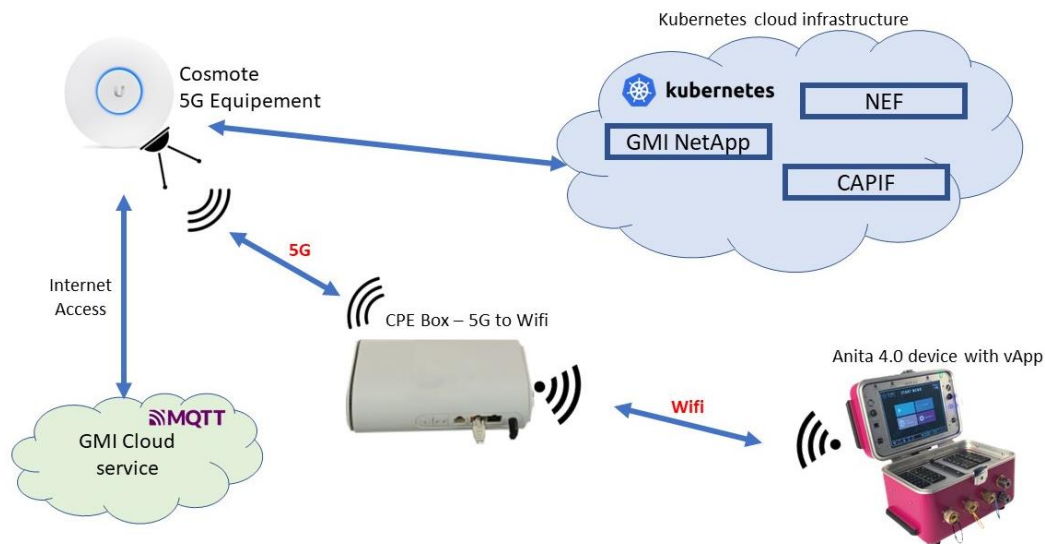 Kubernetes cloud infrastructure
Cosmote
5G Equipement
kubernetes
NEF
GMI NetApp
CAPIF
5G
Internet
Access
CPE Box – 5G to Wifi
Anita 4.0 device with vApp
Wifi
MQTT
GMI Cloud
service